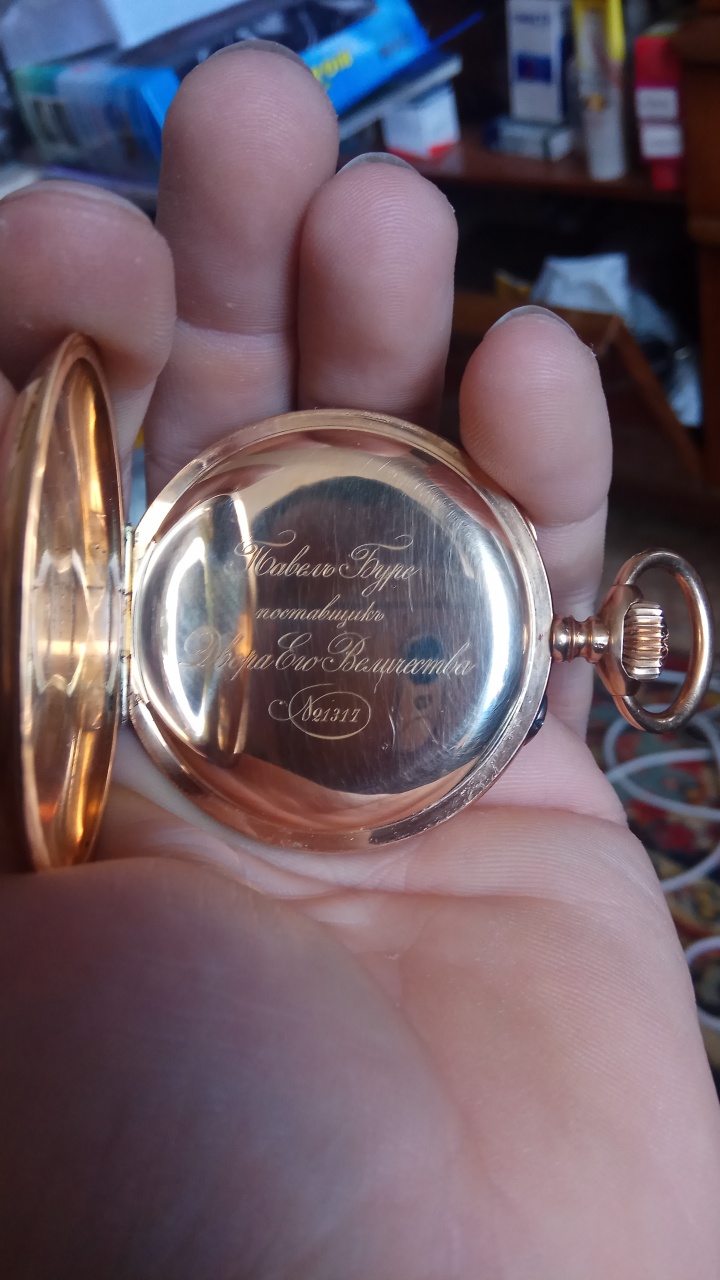 Павелъ Буре
поставщикъ
Двора Его Величества
№21317